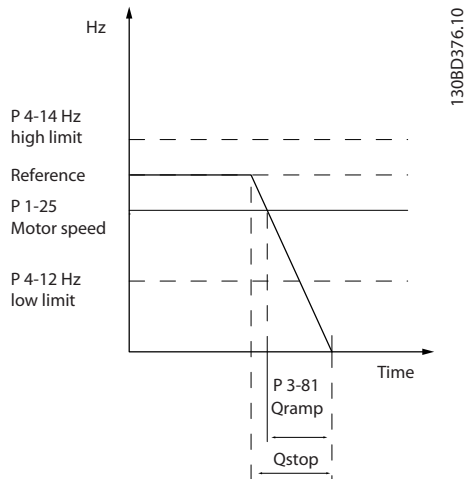 Hz
130BD376.10
P 4-14 Hz
high limit
Reference
P 1-25
Motor speed
P 4-12 Hz
low limit
Time
P 3-81
Qramp
Qstop